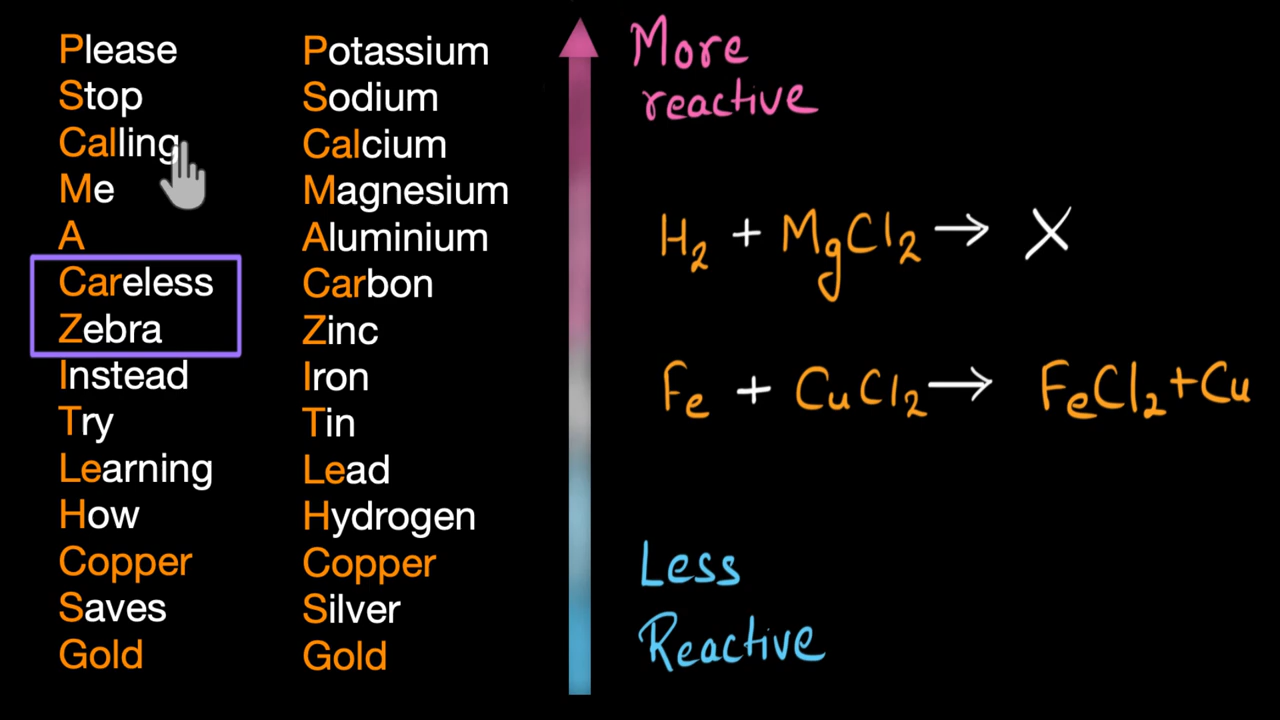 Please
Stop
Calling
Me
A
Careless
Zebra
Instead
Try
Learning
How
Copper
Saves
Gold
Potassium
Sodium
Calcium
Magnesium
Aluminium
Carbon
Zinc
Iron
Tin
Lead
Hydrogen
Copper
Silver
Gold
More
reactive
H₂ + MgCl₂ → X
Fe + CuCl₂ → FeCl₂ + Cu
Less
Reactive